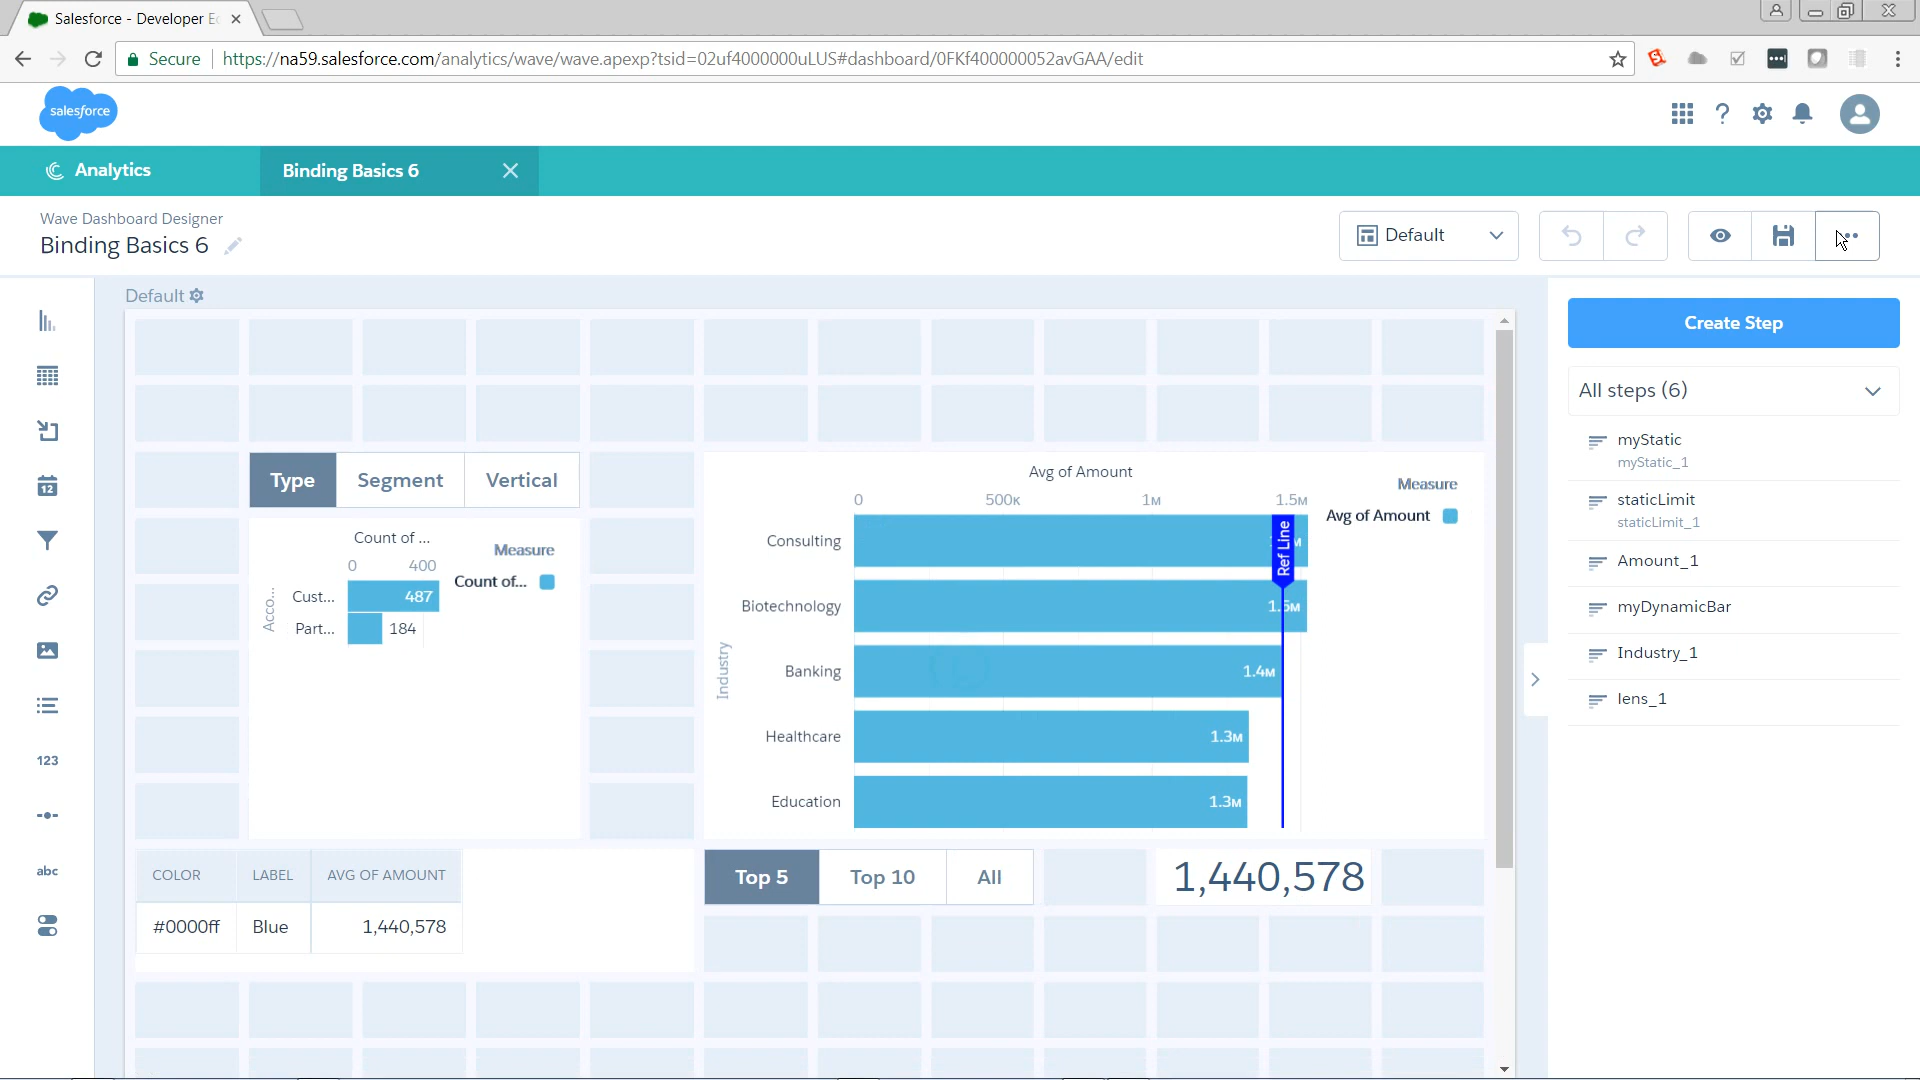 Salesforce - Developer E
Secure
https://na59.salesforce.com/analytics/wave/wave.apexp?tsid=02uf4000000uLUS#dashboard/0FKf400000052avGAA/edit
salesforce
?
Analytics
Binding Basics 6
Wave Dashboard Designer
Binding Basics 6
Default
Default
Create Step
All steps (6)
myStatic
myStatic_1
staticLimit
staticLimit_1
Amount_1
myDynamicBar
Industry_1
lens_1
12
123
abc
Type
Segment
Vertical
Count of ...
0
400
Measure
Count of...
Acco...
Cust...
487
Part...
184
Avg of Amount
0
500K
1M
1.5M
Measure
Avg of Amount
Ref Line
Industry
Consulting
Biotechnology
1.5M
Banking
1.4M
Healthcare
1.3M
Education
1.3M
COLOR
LABEL
AVG OF AMOUNT
#0000ff
Blue
1,440,578
Top 5
Top 10
All
1,440,578